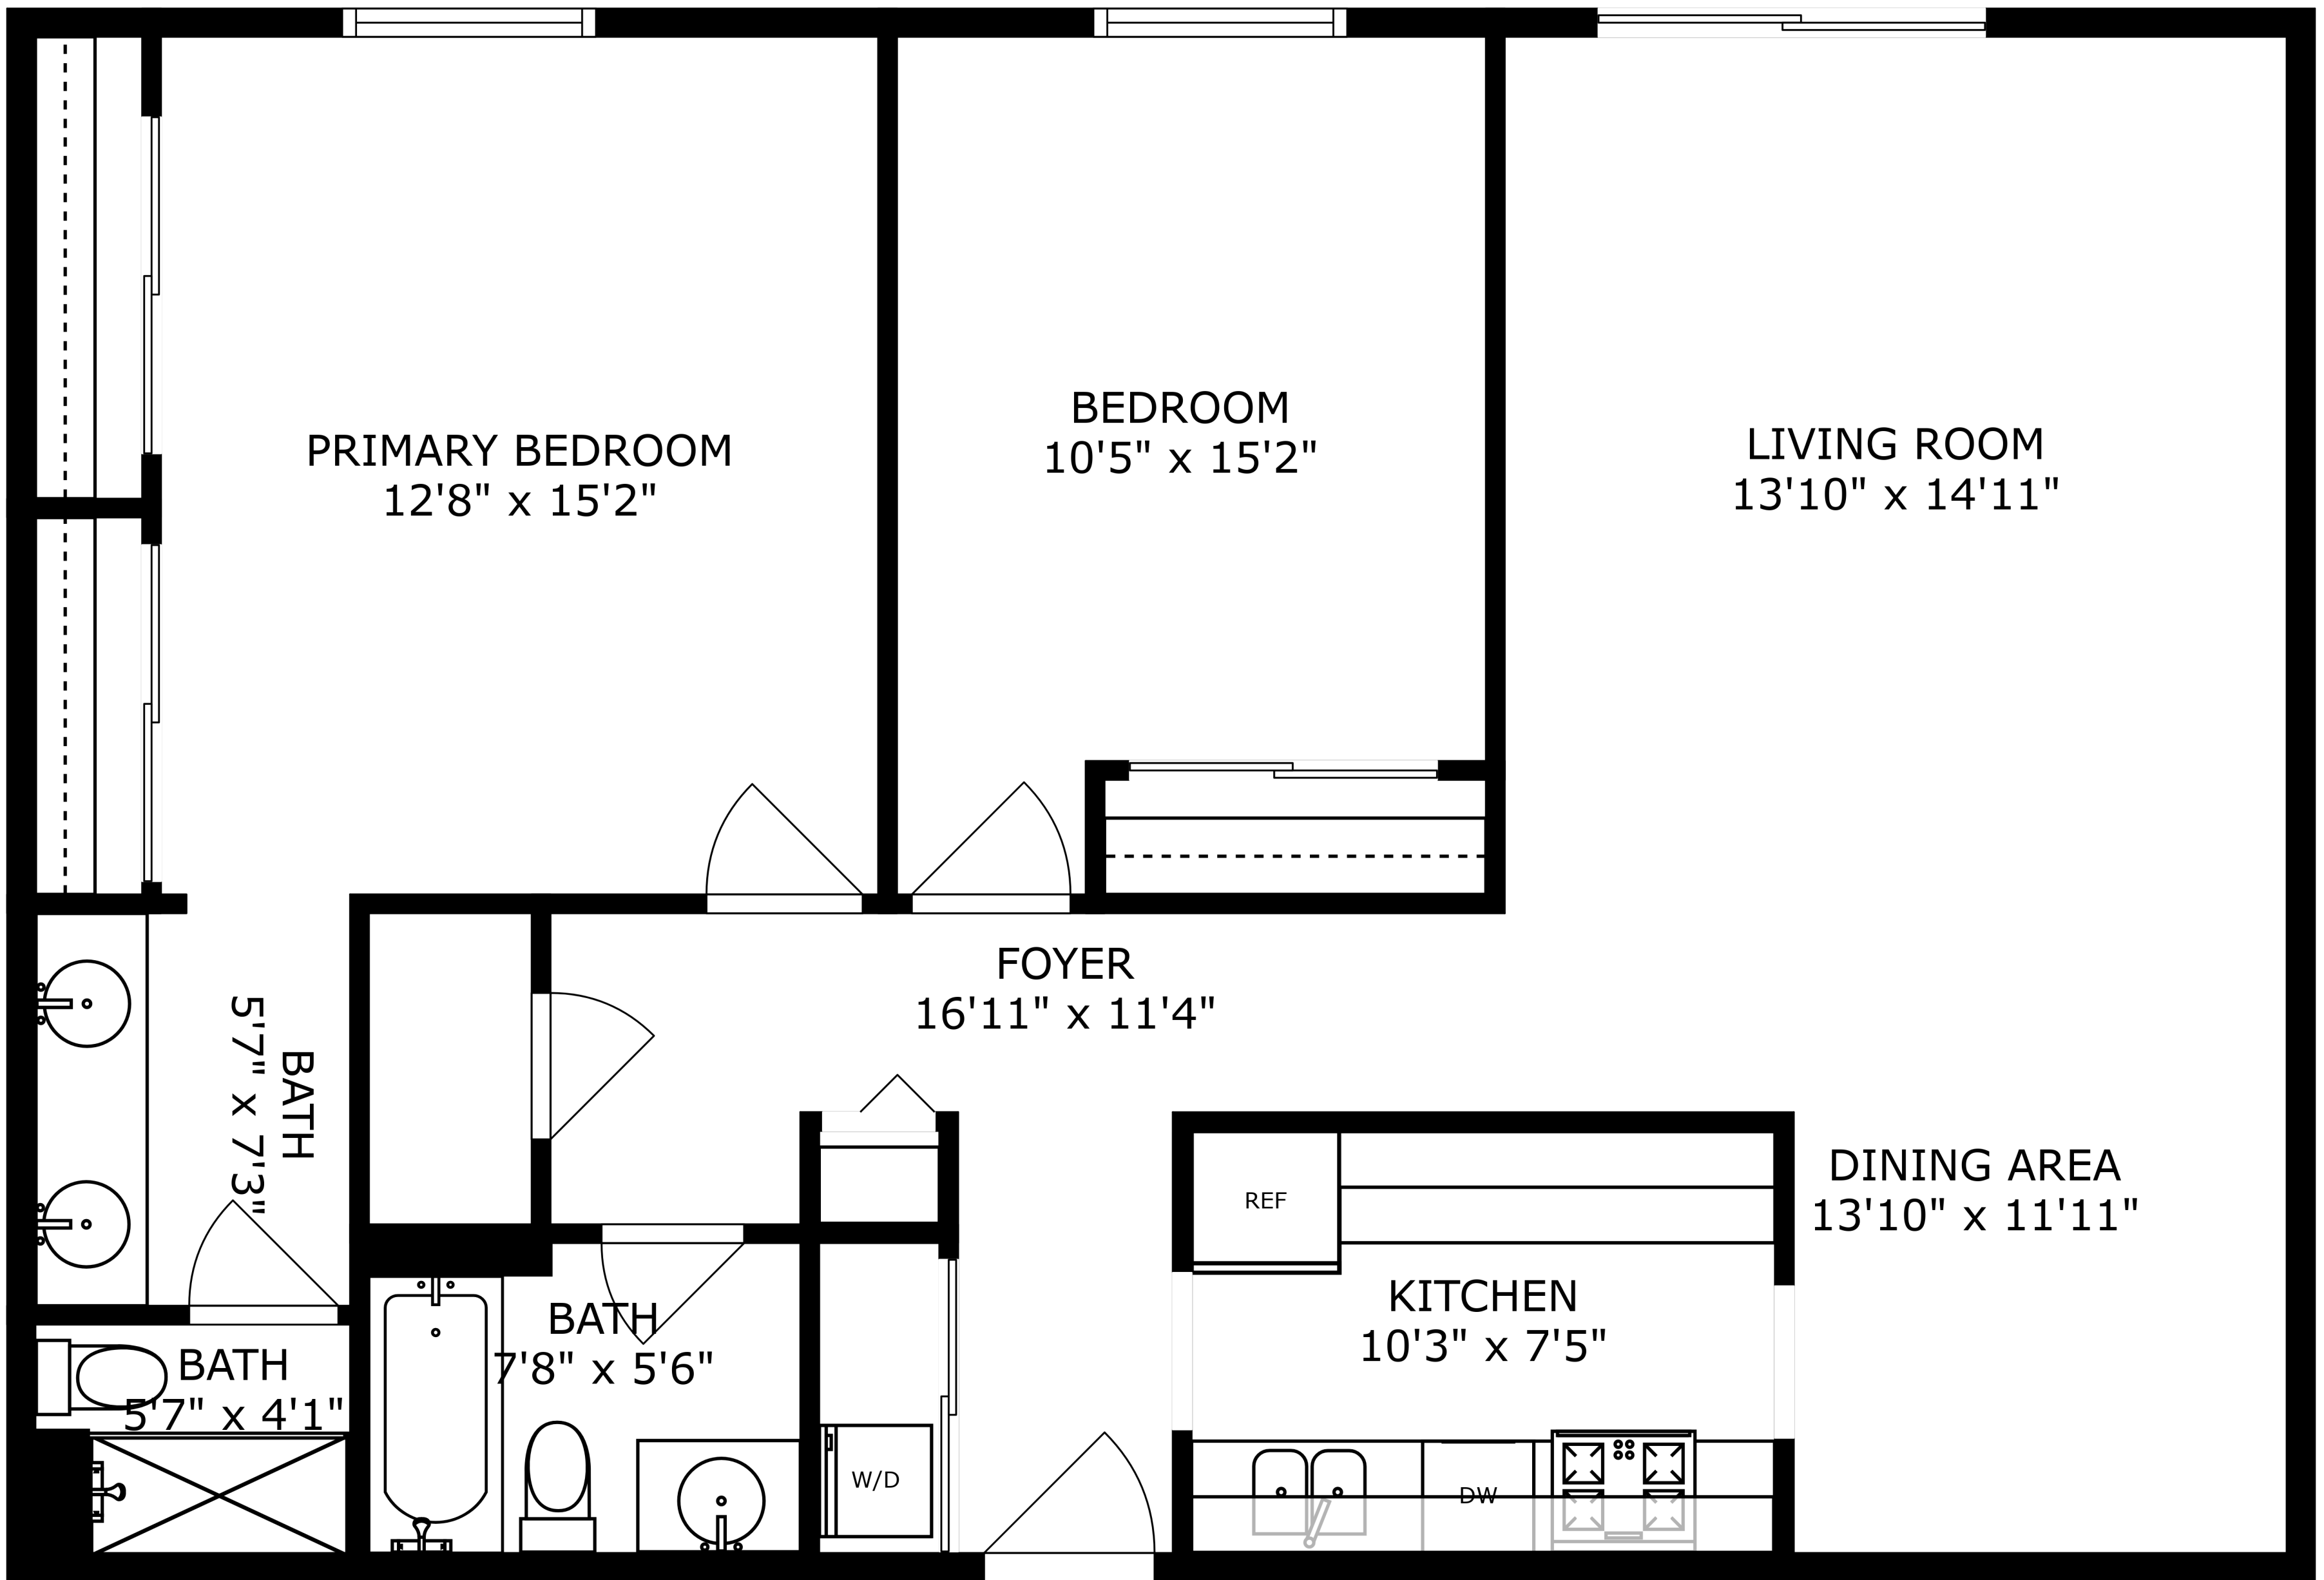 PRIMARY BEDROOM
12'8" x 15'2"
BEDROOM
10'5" x 15'2"
LIVING ROOM
13'10" x 14'11"
FOYER
16'11" x 11'4"
BATH
5'7" x 7'3"
DINING AREA
13'10" x 11'11"
REF
KITCHEN
10'3" x 7'5"
BATH
7'8" x 5'6"
BATH
5'7" x 4'1"
W/D
DW